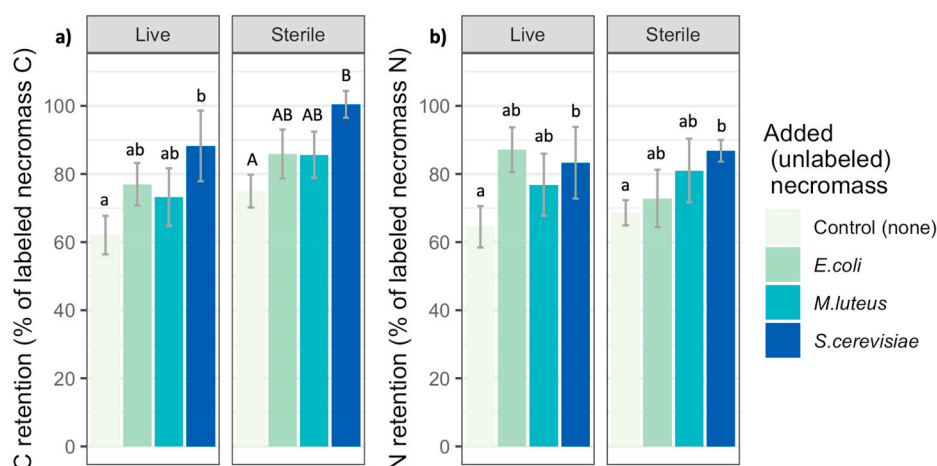 a)
Live
Sterile
C retention (% of labeled necromass C)
100
80
60
40
20
0
a
ab
ab
b
A
AB
AB
B
b)
Live
Sterile
N retention (% of labeled necromass N)
100
80
60
40
20
0
a
ab
ab
b
a
ab
ab
b
Added
(unlabeled)
necromass
Control (none)
E.coli
M.luteus
S.cerevisiae